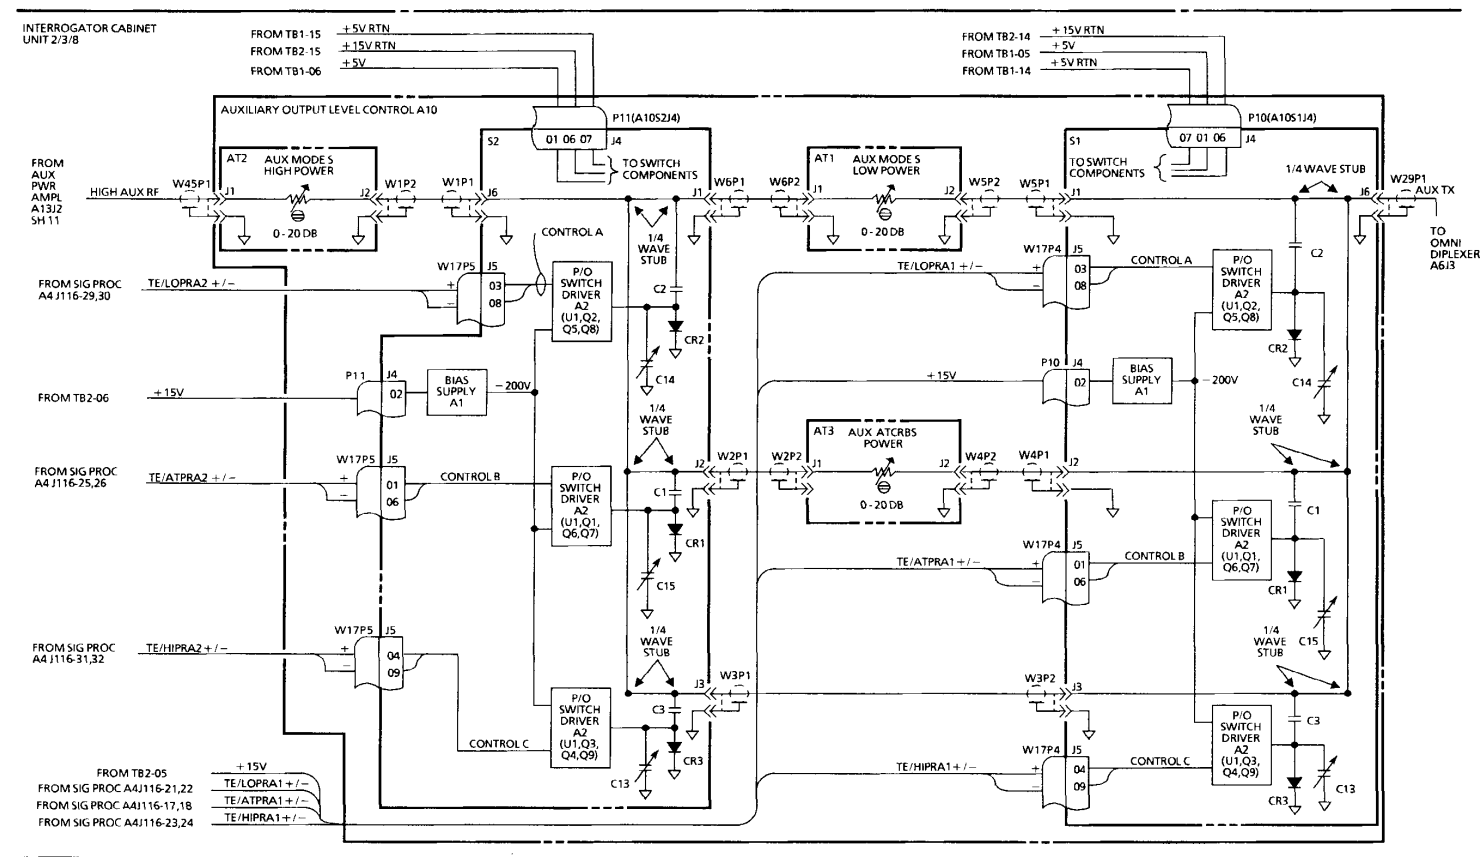 INTERROGATOR CABINET
UNIT 2/3/8
FROM TB1-15
+5V RTN
FROM TB2-15
+15V RTN
FROM TB1-06
+5V
FROM TB2-14
+15V RTN
FROM TB1-05
+5V
FROM TB1-14
+5V RTN
AUXILIARY OUTPUT LEVEL CONTROL A10
P11(A10S2J4)
01 06 07
J4
TO SWITCH
COMPONENTS
S2
P10(A10S1J4)
07 01 06
J4
S1
TO SWITCH
COMPONENTS
1/4 WAVE STUB
FROM
AUX
PWR
AMPL
A13J2
SH 11
HIGH AUX RF
W45P1
J1
AT2
AUX MODE S
HIGH POWER
0 - 20 DB
J2
W1P2
W1P1
J6
J1
W6P1
W6P2
J1
AT1
AUX MODE S
LOW POWER
0 - 20 DB
J2
W5P2
W5P1
J1
J6
W29P1
AUX TX
TO
OMNI
DIPLEXER
A6J3
1/4
WAVE
STUB
CONTROL A
FROM SIG PROC
A4 J116-29,30
TE/LOPRA2 +/-
W17P5
J5
+
-
03
08
P/O
SWITCH
DRIVER
A2
(U1,Q2,
Q5,Q8)
C2
CR2
C14
TE/LOPRA1 +/-
W17P4
J5
+
-
03
08
CONTROL A
P/O
SWITCH
DRIVER
A2
(U1,Q2,
Q5,Q8)
C2
CR2
C14
FROM TB2-06
+15V
P11
J4
02
BIAS
SUPPLY
A1
-200V
+15V
P10
J4
02
BIAS
SUPPLY
A1
-200V
1/4
WAVE
STUB
1/4
WAVE
STUB
AT3
AUX ATCRBS
POWER
0 - 20 DB
J2
W2P1
W2P2
J1
J2
W4P2
W4P1
J2
FROM SIG PROC
A4 J116-25,26
TE/ATPRA2 +/-
W17P5
J5
+
-
01
06
CONTROL B
P/O
SWITCH
DRIVER
A2
(U1,Q1,
Q6,Q7)
C1
CR1
C15
TE/ATPRA1 +/-
W17P4
J5
+
-
01
06
CONTROL B
P/O
SWITCH
DRIVER
A2
(U1,Q1,
Q6,Q7)
C1
CR1
C15
FROM SIG PROC
A4 J116-31,32
TE/HIPRA2 +/-
W17P5
J5
+
-
04
09
1/4
WAVE
STUB
1/4
WAVE
STUB
J3
W3P1
W3P2
J3
CONTROL C
P/O
SWITCH
DRIVER
A2
(U1,Q3,
Q4,Q9)
C3
CR3
C13
TE/HIPRA1 +/-
W17P4
J5
+
-
04
09
CONTROL C
P/O
SWITCH
DRIVER
A2
(U1,Q3,
Q4,Q9)
C3
CR3
C13
FROM TB2-05
+15V
FROM SIG PROC A4J116-21,22
TE/LOPRA1 +/-
FROM SIG PROC A4J116-17,18
TE/ATPRA1 +/-
FROM SIG PROC A4J116-23,24
TE/HIPRA1 +/-